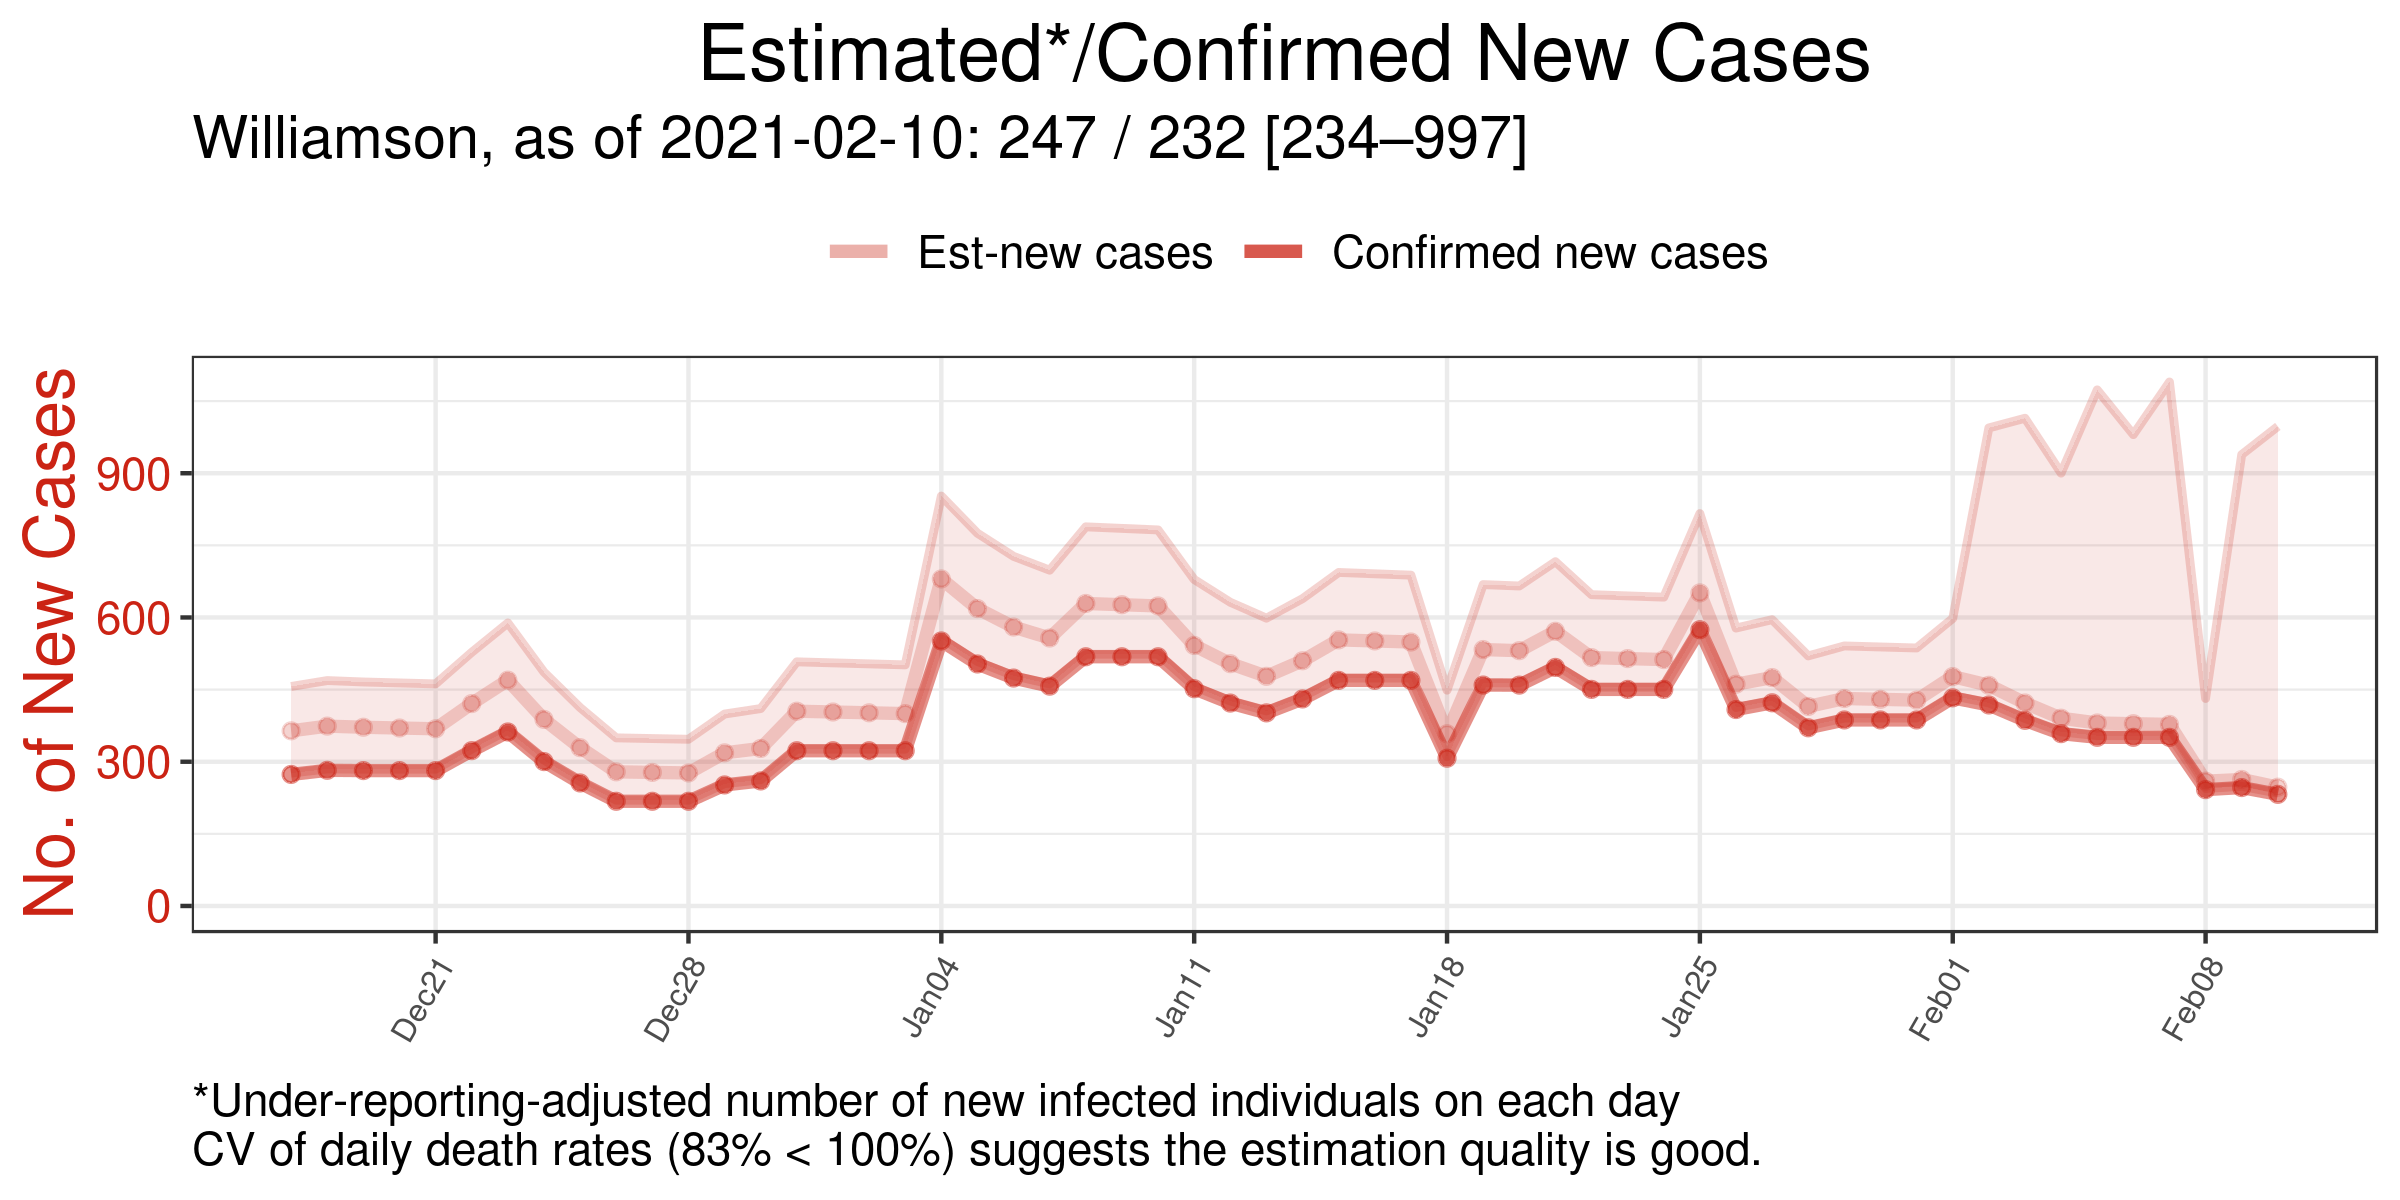 Estimated*/Confirmed New Cases
Williamson, as of 2021-02-10: 247 / 232 [234–997]
Est-new cases
Confirmed new cases
No. of New Cases
900
600
300
0
Dec21
Dec28
Jan04
Jan11
Jan18
Jan25
Feb01
Feb08
*Under-reporting-adjusted number of new infected individuals on each day
CV of daily death rates (83% < 100%) suggests the estimation quality is good.